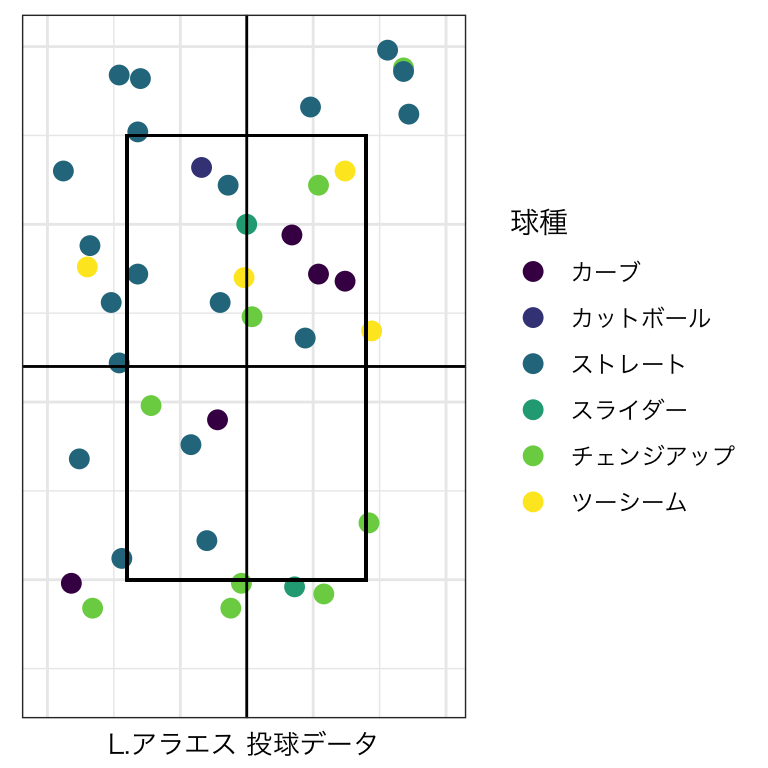 球種
カーブ
カットボール
ストレート
スライダー
チェンジアップ
ツーシーム
L.アラエス 投球データ